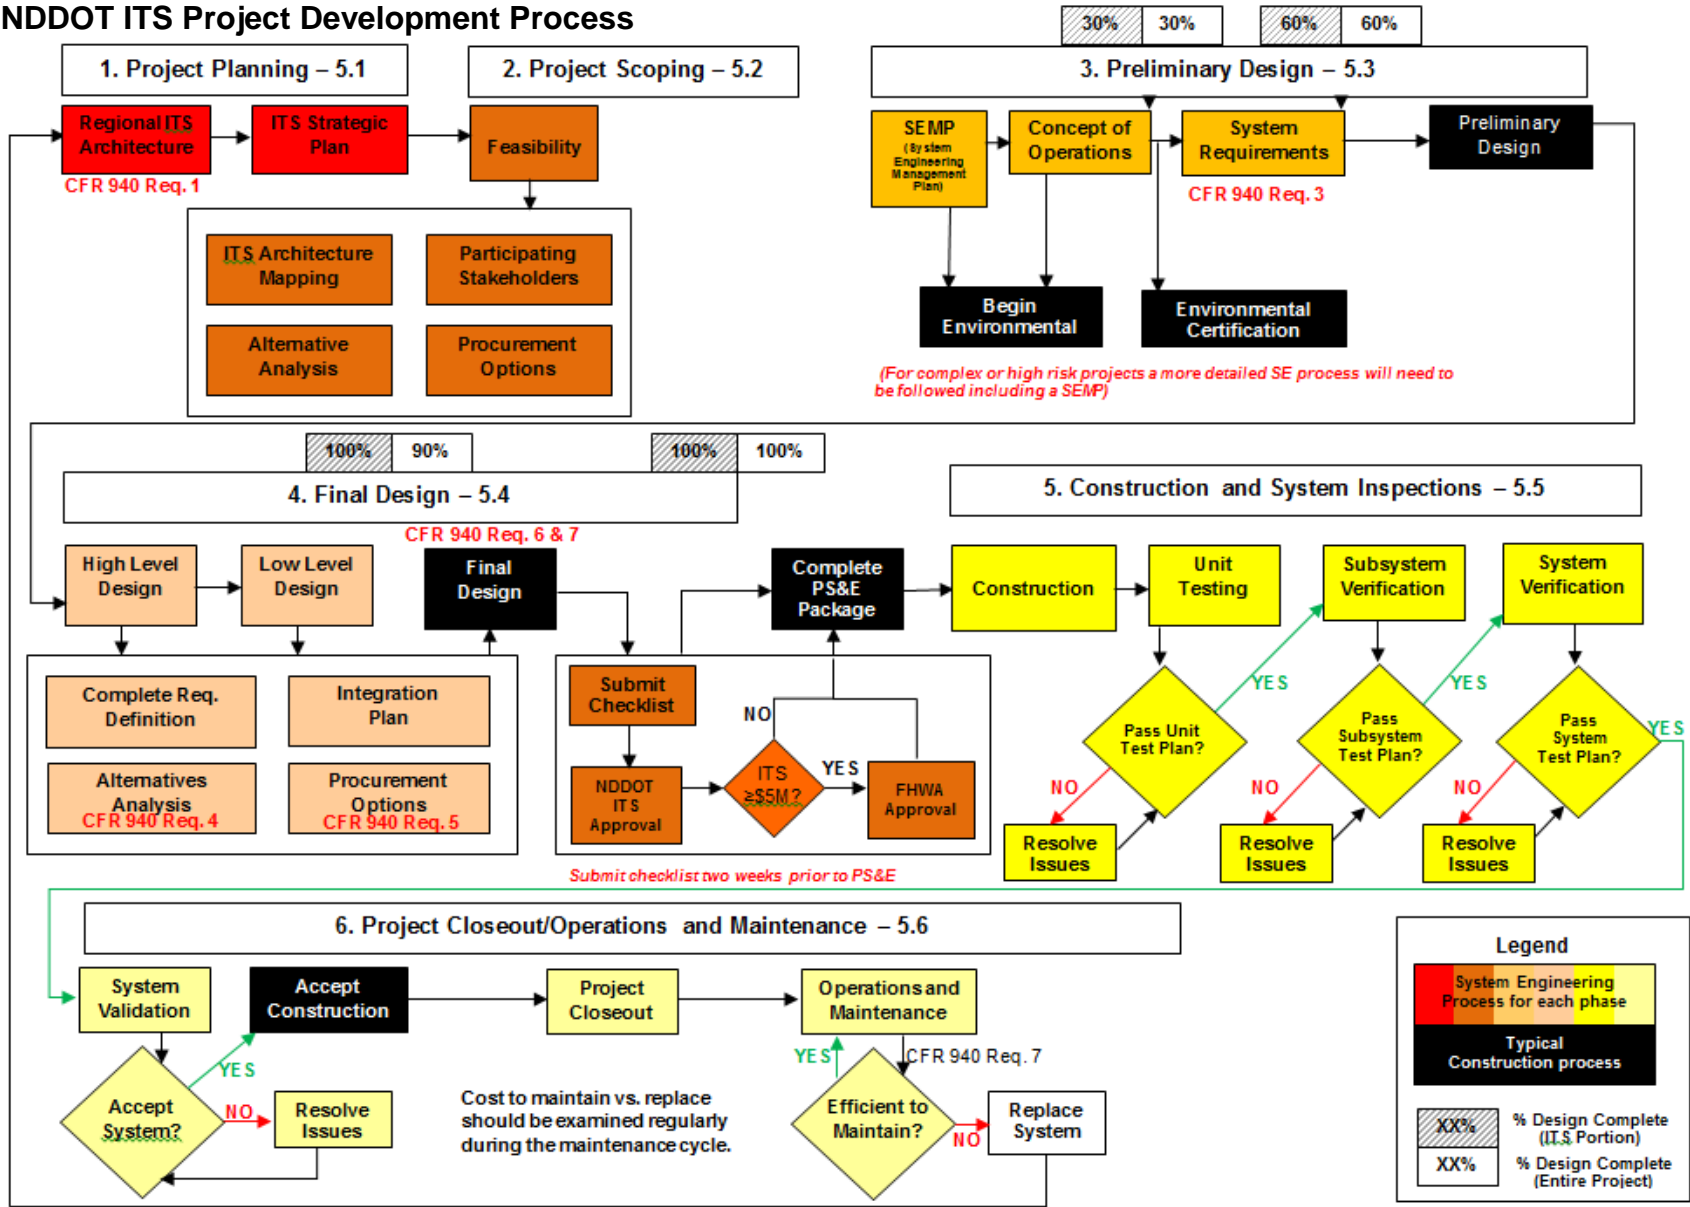 NDDOT ITS Project Development Process
30%
30%
60%
60%
1. Project Planning – 5.1
2. Project Scoping – 5.2
3. Preliminary Design – 5.3
Regional ITS
Architecture
CFR 940 Req. 1
ITS Strategic
Plan
Feasibility
SEMP
(System
Engineering
Management
Plan)
Concept of
Operations
System
Requirements
CFR 940 Req. 3
Preliminary
Design
ITS Architecture
Mapping
Participating
Stakeholders
Alternative
Analysis
Procurement
Options
Begin
Environmental
Environmental
Certification
(For complex or high risk projects a more detailed SE process will need to
be followed including a SEMP)
100%
90%
100%
100%
4. Final Design – 5.4
5. Construction and System Inspections – 5.5
CFR 940 Req. 6 & 7
High Level
Design
Low Level
Design
Final
Design
Complete
PS&E
Package
Construction
Unit
Testing
Subsystem
Verification
System
Verification
Complete Req.
Definition
Integration
Plan
Alternatives
Analysis
CFR 940 Req. 4
Procurement
Options
CFR 940 Req. 5
Submit
Checklist
NDDOT
ITS
Approval
ITS
≥$5M?
NO
YES
FHWA
Approval
Submit checklist two weeks prior to PS&E
Pass Unit
Test Plan?
YES
NO
Resolve
Issues
Pass
Subsystem
Test Plan?
YES
NO
Resolve
Issues
Pass
System
Test Plan?
YES
NO
Resolve
Issues
6. Project Closeout/Operations and Maintenance – 5.6
System
Validation
Accept
Construction
Project
Closeout
Operations and
Maintenance
YES
Accept
System?
NO
Resolve
Issues
Cost to maintain vs. replace
should be examined regularly
during the maintenance cycle.
YES
CFR 940 Req. 7
Efficient to
Maintain?
NO
Replace
System
Legend
System Engineering
Process for each phase
Typical
Construction process
XX%
% Design Complete
(ITS Portion)
XX%
% Design Complete
(Entire Project)